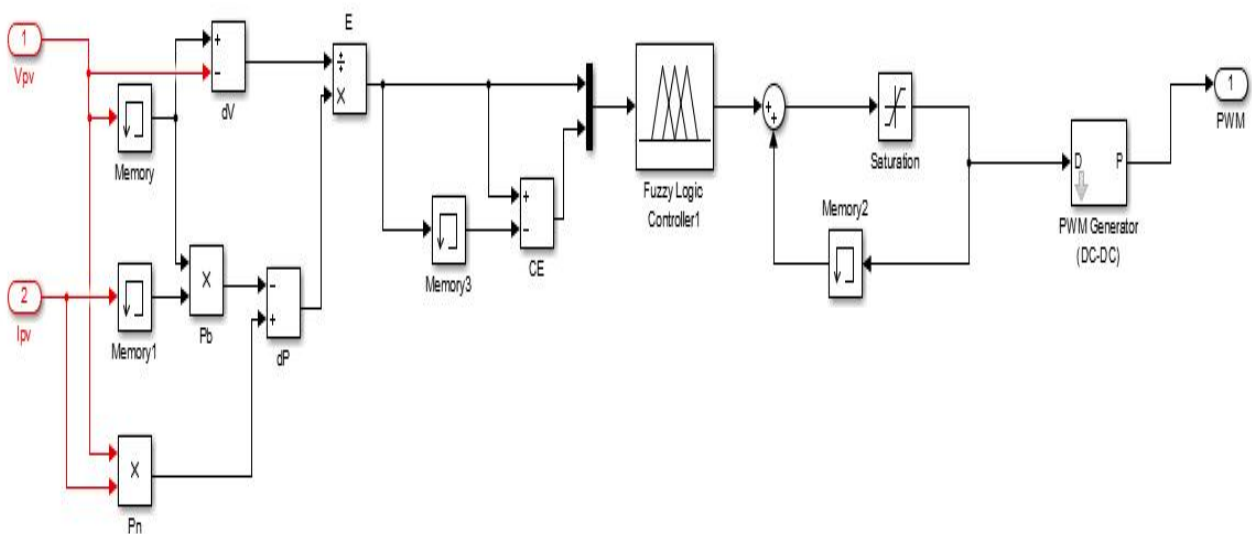 E
1
Vpv
+
−
dV
÷
×
Memory
Fuzzy Logic
Controller1
+
+
Saturation
D
P
PWM Generator
(DC-DC)
1
PWM
+
−
CE
Memory3
Memory2
2
Ipv
Memory1
×
Pb
−
+
dP
×
Pn